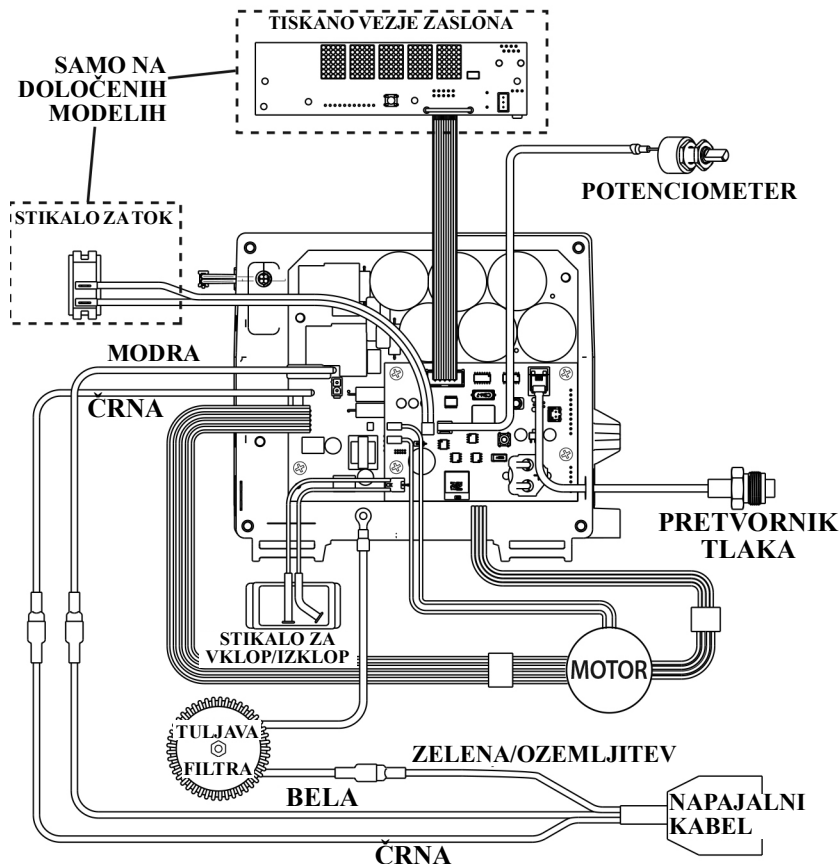 TISKANO VEZJE ZASLONA
SAMO NA
DOLOČENIH
MODELIH
POTENCIOMETER
STIKALO ZA TOK
MODRA
ČRNA
PRETVORNIK
TLAKA
STIKALO ZA
VKLOP/IZKLOP
MOTOR
TULJAVA
FILTRA
ZELENA/OZEMLJITEV
BELA
NAPAJALNI
KABEL
ČRNA